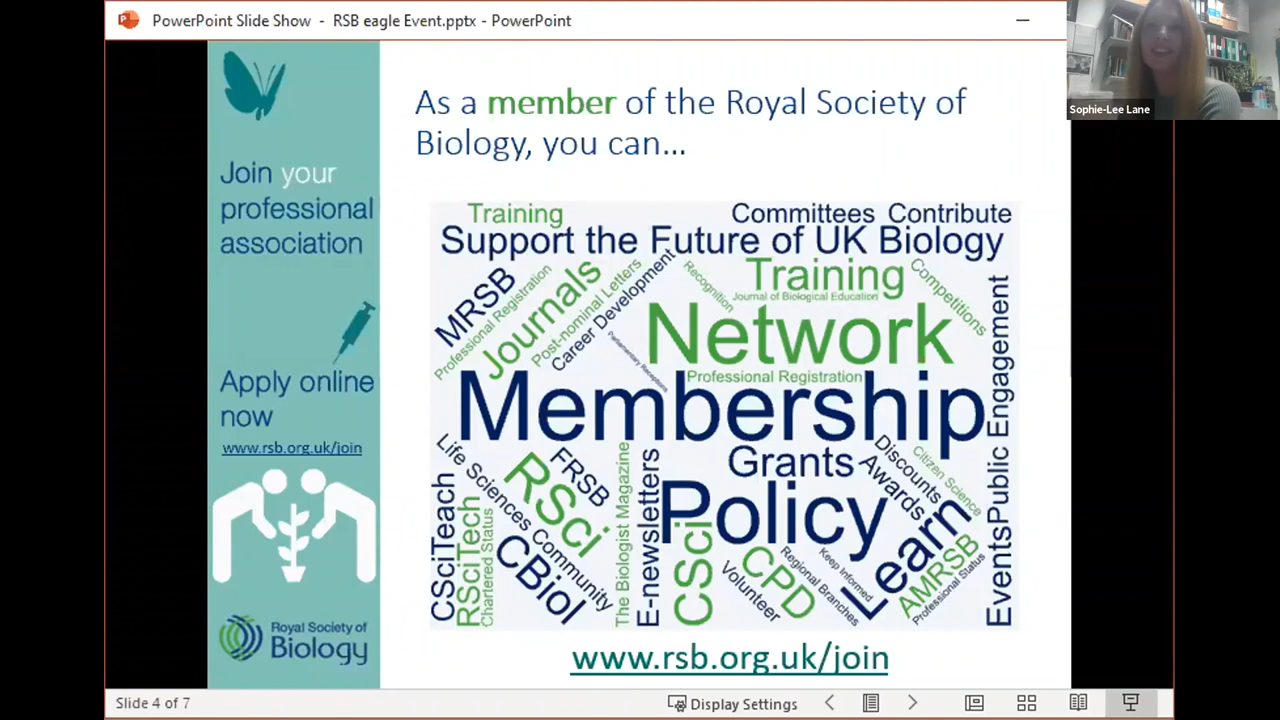 PowerPoint Slide Show - RSB eagle Event.pptx - PowerPoint
Sophie-Lee Lane
Join your
professional
association
Apply online
now
www.rsb.org.uk/join
Royal Society of
Biology
As a member of the Royal Society of
Biology, you can...
Training
Committees
Contribute
Support the Future of UK Biology
MRSB
Professional Registration
Journals
Post-nominal Letters
Career Development
Recognition
Training
Journal of Biological Education
Competitions
Network
Parliamentary Receptions
Professional Registration
Membership
Public Engagement
Life Sciences Community
FRSB
RSci
Grants
Discounts
Citizen Science
Awards
CSciTeach
RSciTech
Chartered Status
CBiol
The Biologist Magazine
E-newsletters
Policy
CSci
CPD
Volunteer
Regional Branches
Keep Informed
Learn
AMRSB
Professional Status
Events
www.rsb.org.uk/join
Slide 4 of 7
Display Settings